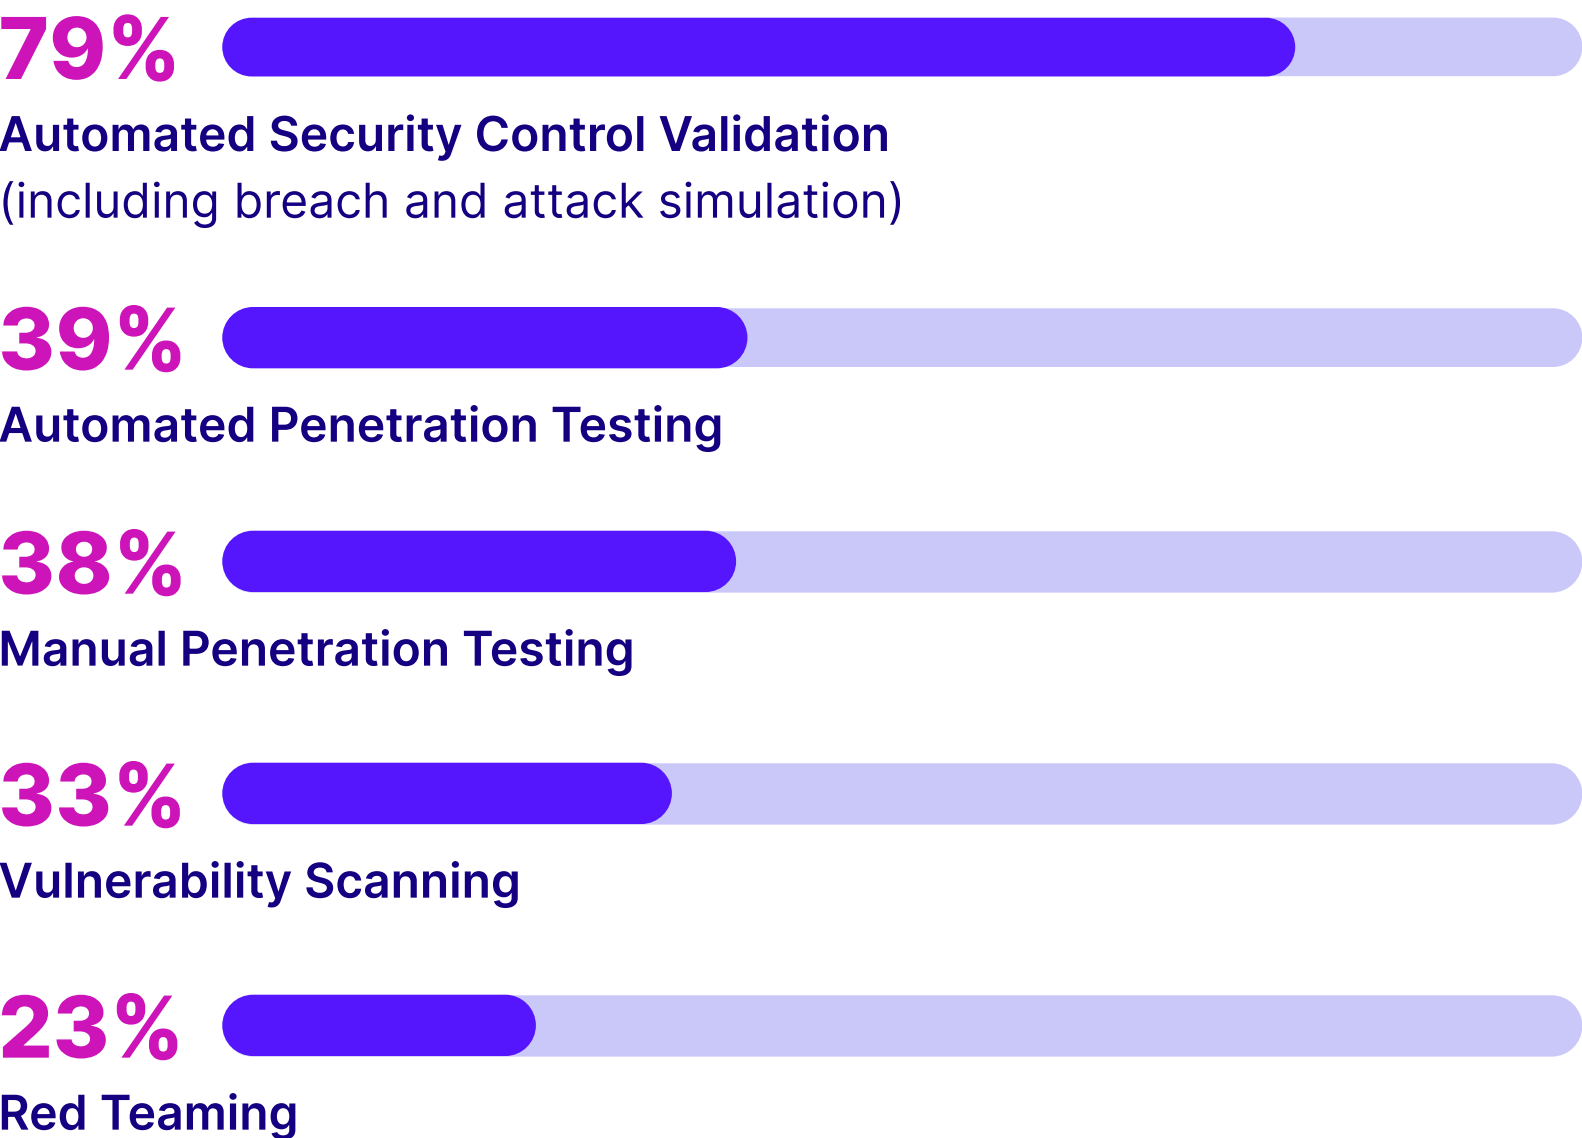 79%
Automated Security Control Validation
(including breach and attack simulation)
39%
Automated Penetration Testing
38%
Manual Penetration Testing
33%
Vulnerability Scanning
23%
Red Teaming